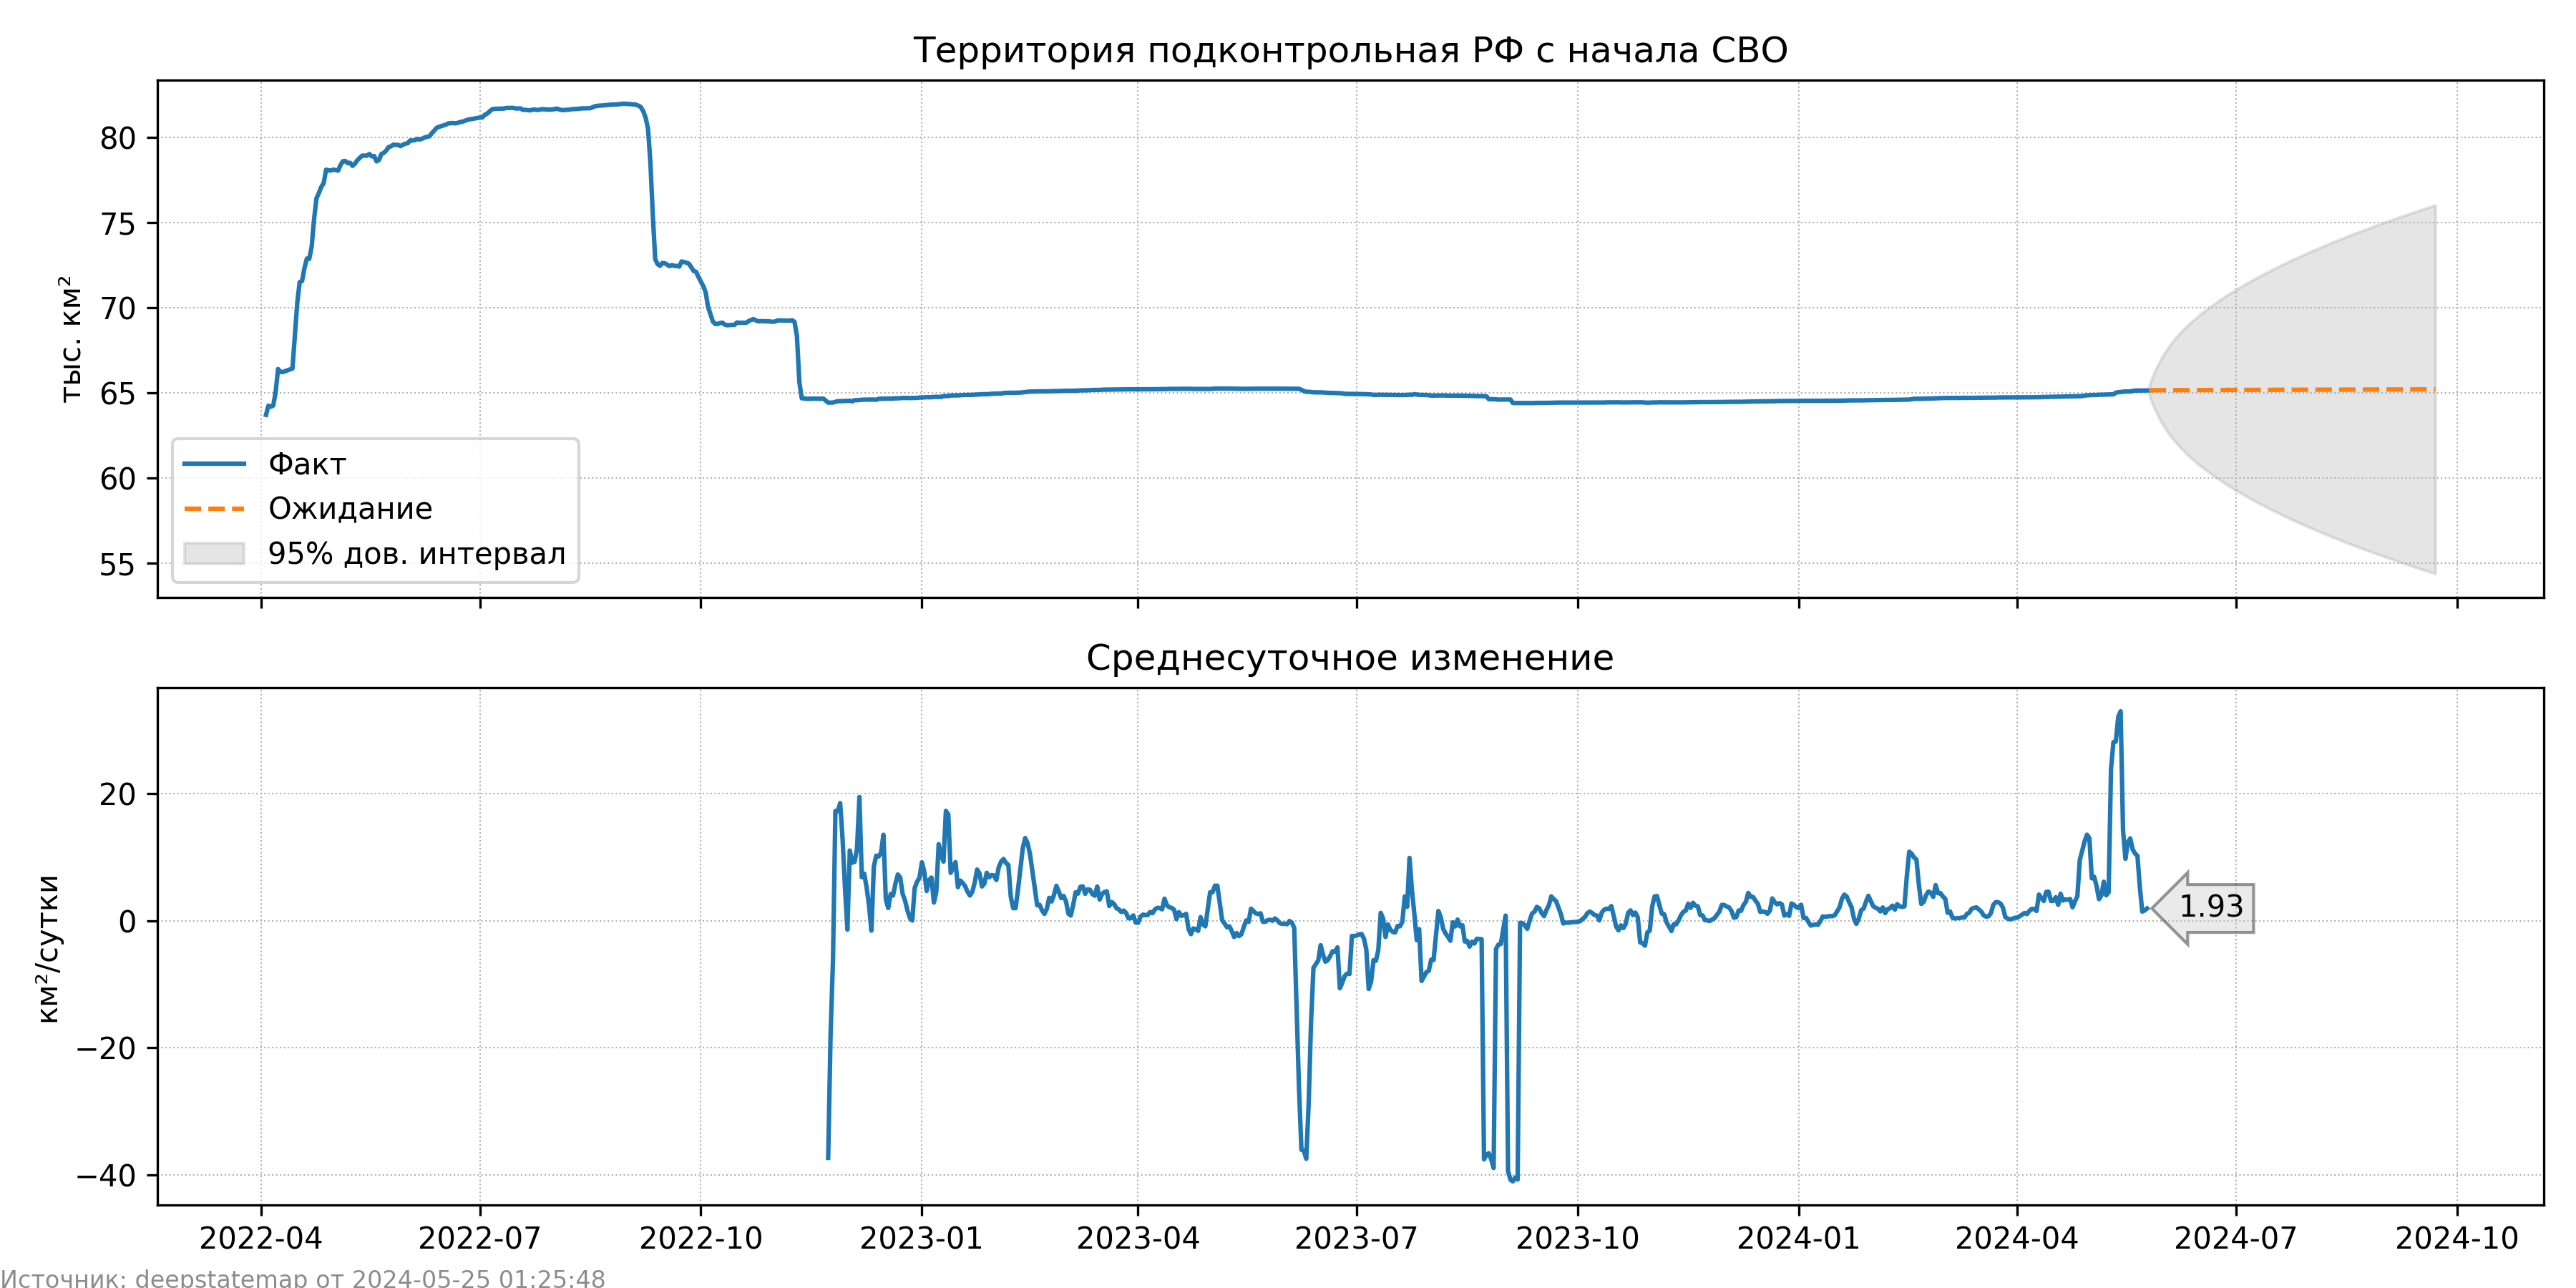 Территория подконтрольная РФ с начала СВО
80
75
70
65
60
55
тыс. км²
Факт
Ожидание
95% дов. интервал
Среднесуточное изменение
20
0
−20
−40
км²/сутки
1.93
2022-04 2022-07 2022-10 2023-01 2023-04 2023-07 2023-10 2024-01 2024-04 2024-07 2024-10
Источник: deepstatemap от 2024-05-25 01:25:48